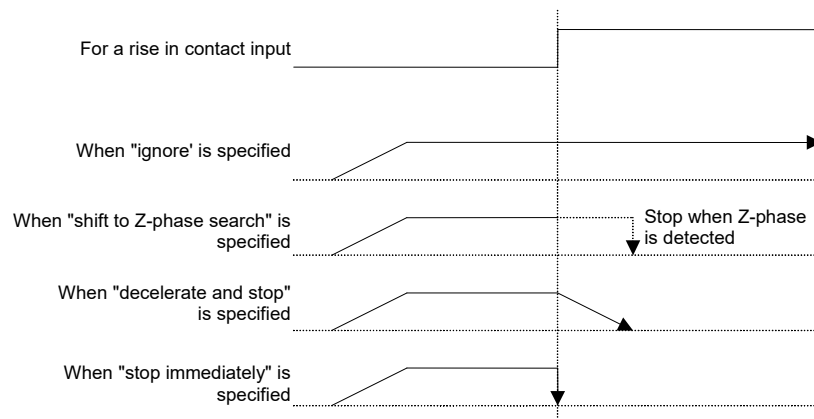 For a rise in contact input
When "ignore' is specified
When "shift to Z-phase search" is
specified
Stop when Z-phase
is detected
When "decelerate and stop"
is specified
When "stop immediately" is
specified